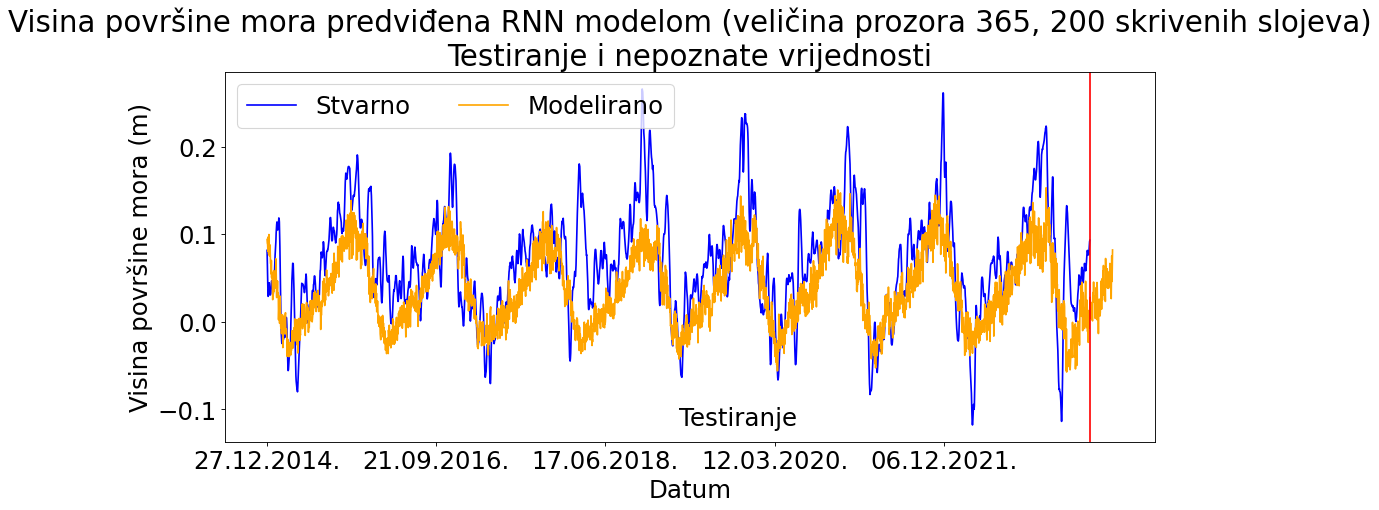 Visina površine mora predviđena RNN modelom (veličina prozora 365, 200 skrivenih slojeva)
Testiranje i nepoznate vrijednosti
Stvarno
Modelirano
Visina površine mora (m)
0.2
0.1
0.0
−0.1
Testiranje
27.12.2014.
21.09.2016.
17.06.2018.
12.03.2020.
06.12.2021.
Datum